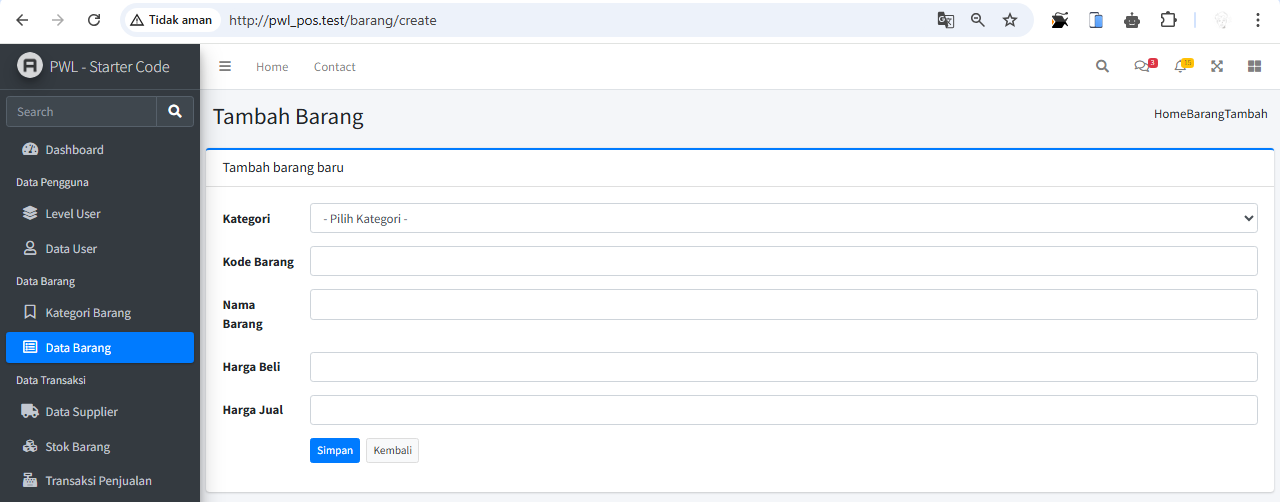 Tidak aman http://pwl_pos.test/barang/create
PWL - Starter Code
Home Contact
3
15
Search
Tambah Barang
HomeBarangTambah
Dashboard
Data Pengguna
Level User
Data User
Data Barang
Kategori Barang
Data Barang
Data Transaksi
Data Supplier
Stok Barang
Transaksi Penjualan
Tambah barang baru
Kategori
- Pilih Kategori -
Kode Barang
Nama
Barang
Harga Beli
Harga Jual
Simpan Kembali